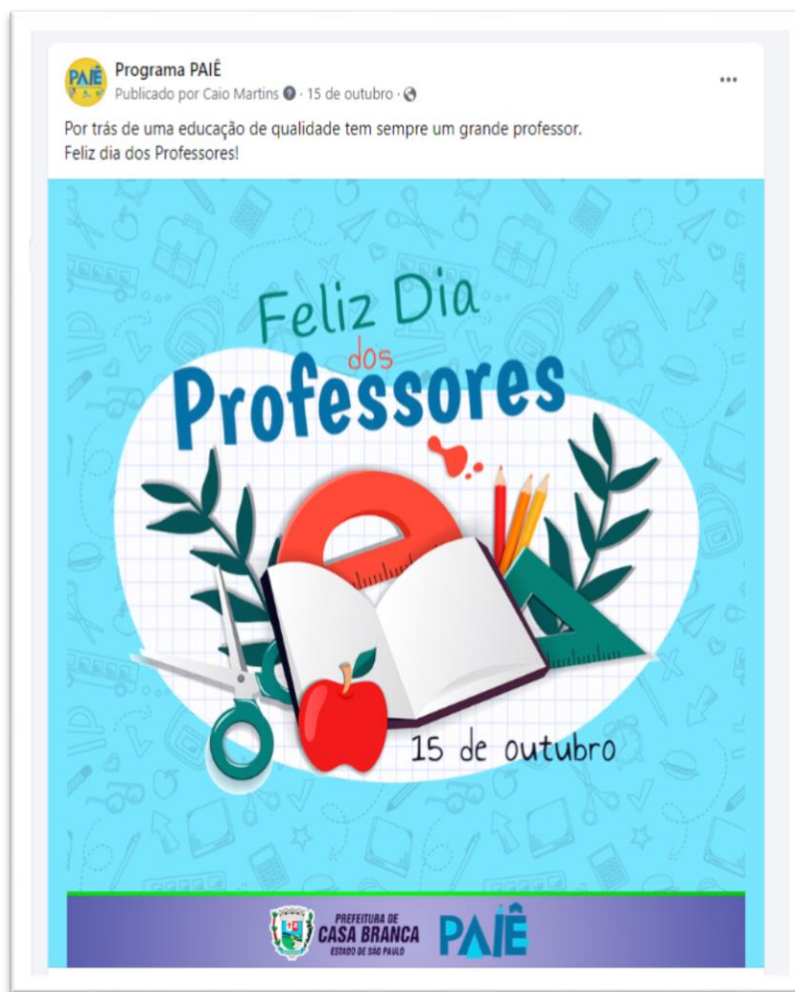 PAIÊ
Programa PAIÊ
Publicado por Caio Martins · 15 de outubro ·
Por trás de uma educação de qualidade tem sempre um grande professor.
Feliz dia dos Professores!
Feliz Dia
dos
Professores
15 de outubro
PREFEITURA DE
CASA BRANCA
ESTADO DE SÃO PAULO
PAIÊ